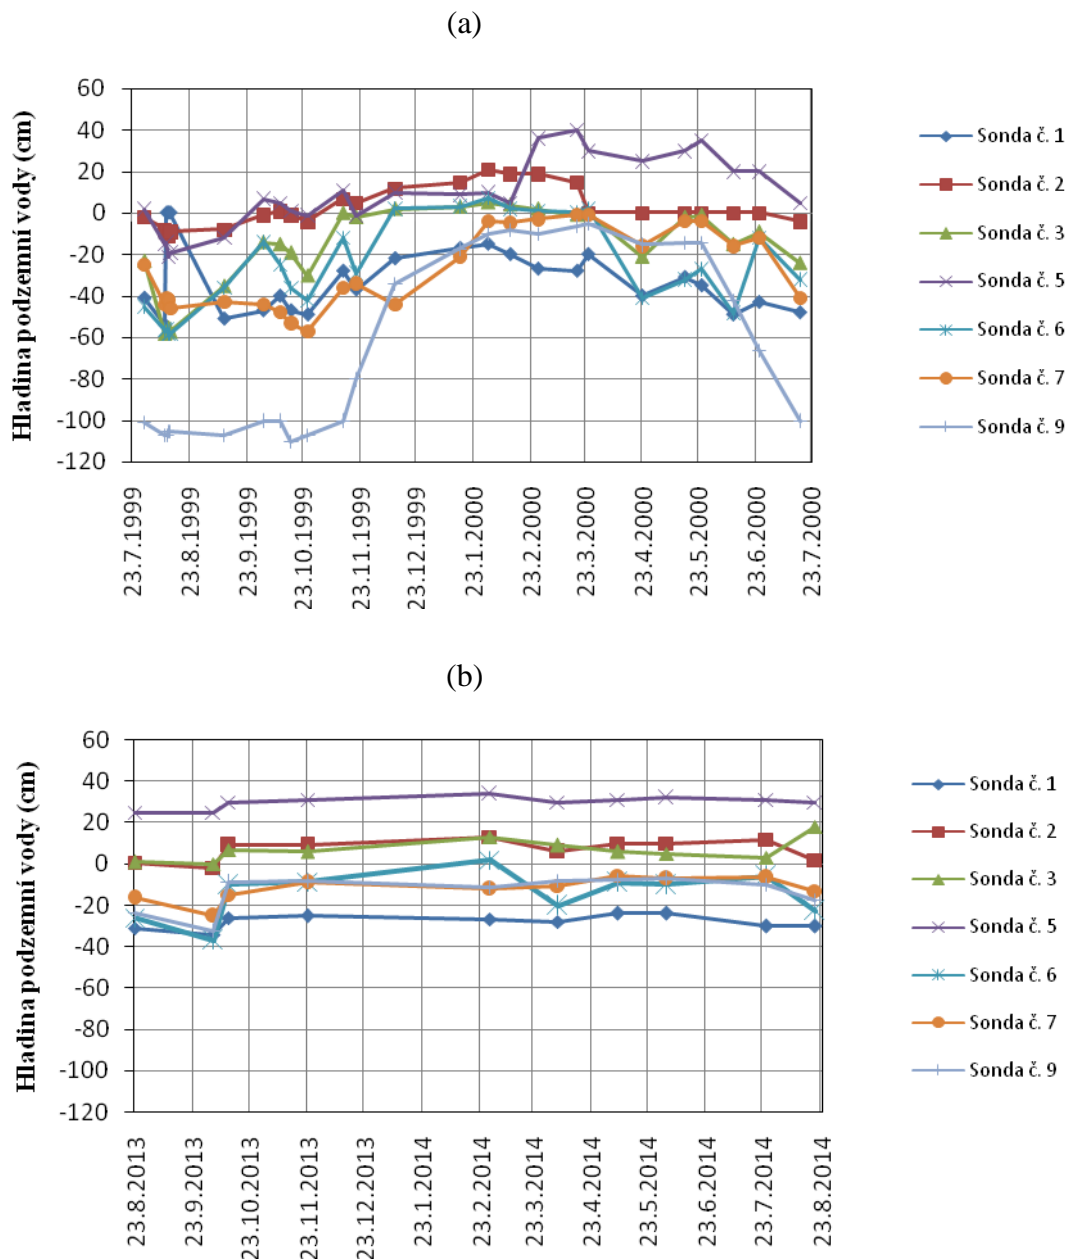 (a)
Hladina podzemní vody (cm)
60
40
20
0
-20
-40
-60
-80
-100
-120
23.7.1999
23.8.1999
23.9.1999
23.10.1999
23.11.1999
23.12.1999
23.1.2000
23.2.2000
23.3.2000
23.4.2000
23.5.2000
23.6.2000
23.7.2000
Sonda č. 1
Sonda č. 2
Sonda č. 3
Sonda č. 5
Sonda č. 6
Sonda č. 7
Sonda č. 9
(b)
Hladina podzemní vody (cm)
60
40
20
0
-20
-40
-60
-80
-100
-120
23.8.2013
23.9.2013
23.10.2013
23.11.2013
23.12.2013
23.1.2014
23.2.2014
23.3.2014
23.4.2014
23.5.2014
23.6.2014
23.7.2014
23.8.2014
Sonda č. 1
Sonda č. 2
Sonda č. 3
Sonda č. 5
Sonda č. 6
Sonda č. 7
Sonda č. 9